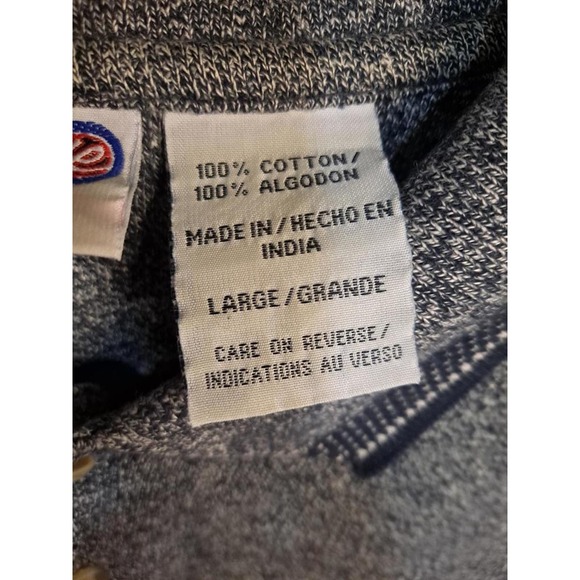 100% COTTON/
100% ALGODON
MADE IN/HECHO EN
INDIA
LARGE/GRANDE
CARE ON REVERSE/
INDICATIONS AU VERSO